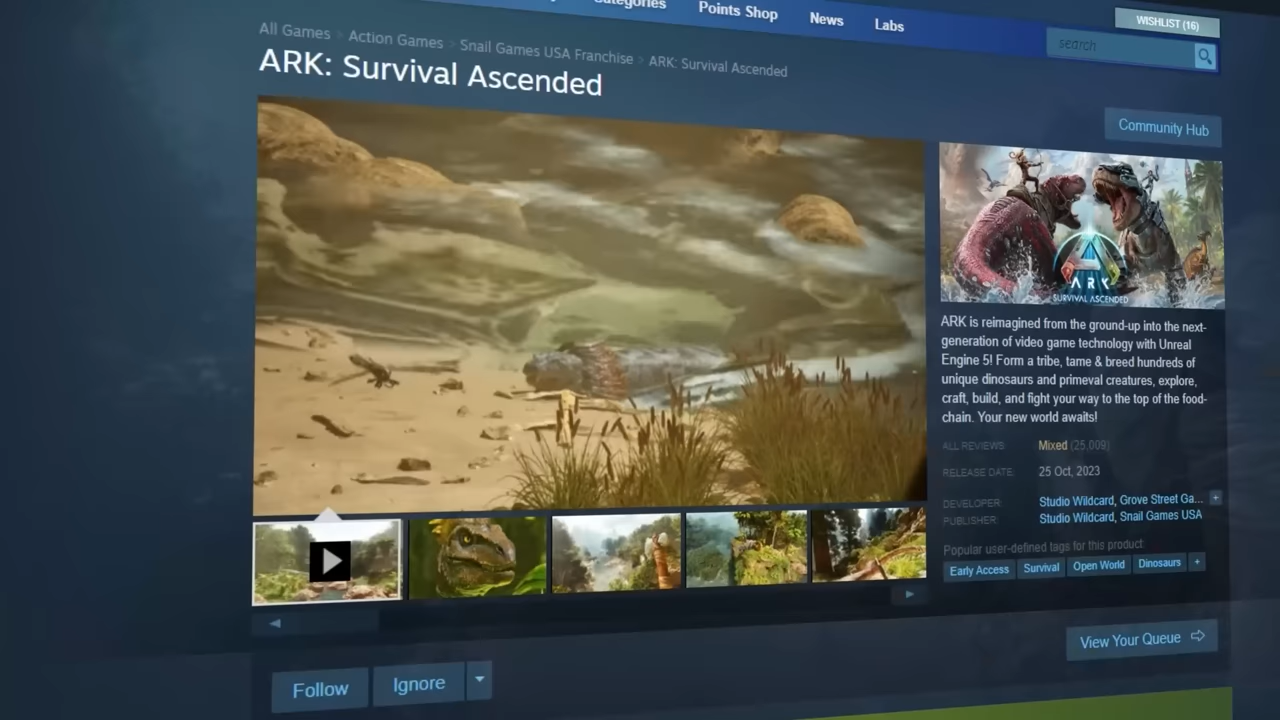 Categories
Points Shop
News
Labs
WISHLIST (16)
search
All Games > Action Games > Snail Games USA Franchise > ARK: Survival Ascended
ARK: Survival Ascended
Community Hub
ARK
SURVIVAL ASCENDED
ARK is reimagined from the ground-up into the next-
generation of video game technology with Unreal
Engine 5! Form a tribe, tame & breed hundreds of
unique dinosaurs and primeval creatures, explore,
craft, build, and fight your way to the top of the food-
chain. Your new world awaits!
ALL REVIEWS: Mixed (25,009)
RELEASE DATE: 25 Oct, 2023
DEVELOPER: Studio Wildcard, Grove Street Ga... +
PUBLISHER: Studio Wildcard, Snail Games USA
Popular user-defined tags for this product:
Early Access Survival Open World Dinosaurs +
View Your Queue
Follow Ignore